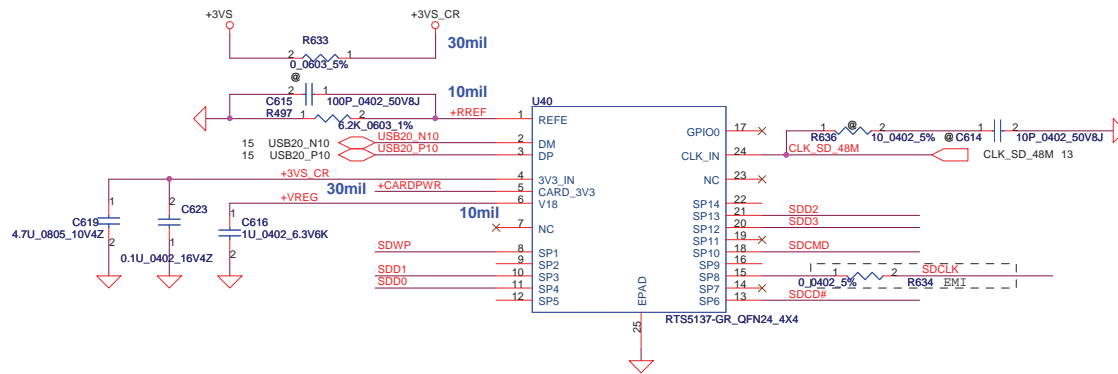 +3VS
+3VS_CR
R633
2
1
30mil
0_0603_5%
@
10mil
2
1
C615
100P_0402_50V8J
R497
1
2
+RREF
6.2K_0603_1%
U40
1
REFE
GPIO0
17
15
USB20_N10
USB20_N10
2
DM
15
USB20_P10
USB20_P10
3
DP
CLK_IN
24
CLK_SD_48M
1
2
R636
@
10_0402_5%
@
C614
1
2
10P_0402_50V8J
CLK_SD_48M 13
+3VS_CR
4
3V3_IN
NC
23
30mil
+CARDPWR
5
CARD_3V3
+VREG
6
V18
SP14
22
SP13
21
SDD2
10mil
7
NC
SP12
20
SDD3
SP11
19
SDWP
8
SP1
SP10
18
SDCMD
9
SP2
SP9
16
SDD1
10
SP3
SP8
15
1
2
SDCLK
SDD0
11
SP4
SP7
14
0_0402_5%
R634
EMI
12
SP5
SP6
13
SDCD#
EPAD
25
RTS5137-GR_QFN24_4X4
1
C619
4.7U_0805_10V4Z
2
2
C623
1
0.1U_0402_16V4Z
1
C616
1U_0402_6.3V6K
2